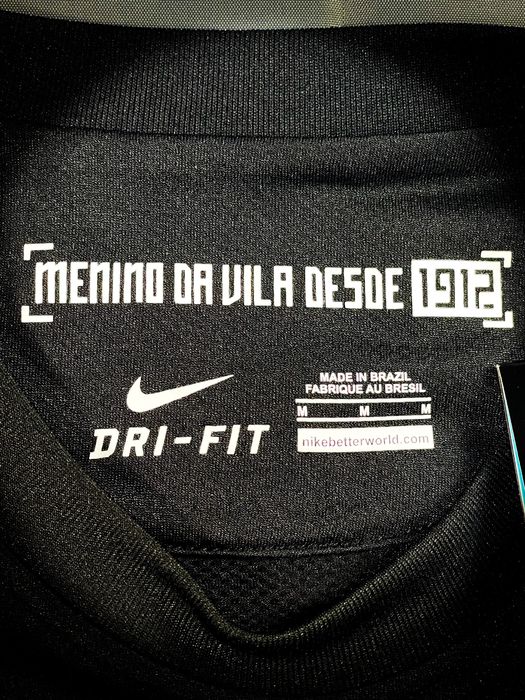 MENINO DA VILA DESDE 1912
DRI-FIT
MADE IN BRAZIL
FABRIQUE AU BRESIL
M M M
nikebetterworld.com